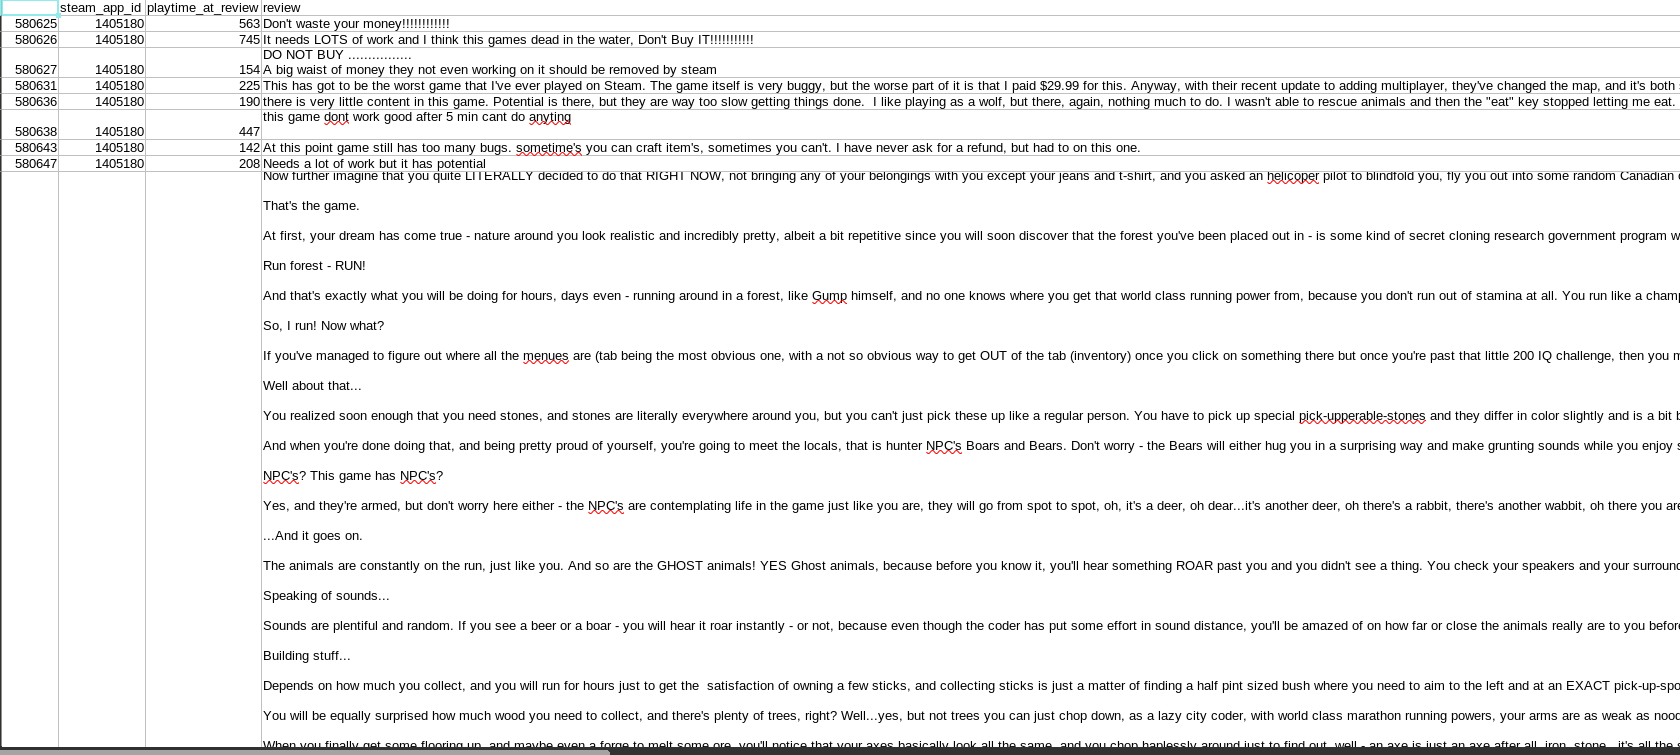 steam_app_id playtime_at_review review
580625 1405180 563 Don't waste your money!!!!!!!!!!!!
580626 1405180 745 It needs LOTS of work and I think this games dead in the water, Don't Buy IT!!!!!!!!!!!
DO NOT BUY ................
580627 1405180 154 A big waist of money they not even working on it should be removed by steam
580631 1405180 225 This has got to be the worst game that I've ever played on Steam. The game itself is very buggy, but the worse part of it is that I paid $29.99 for this. Anyway, with their recent update to adding multiplayer, they've changed the map, and it's both
580636 1405180 190 there is very little content in this game. Potential is there, but they are way too slow getting things done.  I like playing as a wolf, but there, again, nothing much to do. I wasn't able to rescue animals and then the "eat" key stopped letting me eat.
this game dont work good after 5 min cant do anyting
580638 1405180 447
580643 1405180 142 At this point game still has too many bugs. sometime's you can craft item's, sometimes you can't. I have never ask for a refund, but had to on this one.
580647 1405180 208 Needs a lot of work but it has potential
Now further imagine that you quite LITERALLY decided to do that RIGHT NOW, not bringing any of your belongings with you except your jeans and t-shirt, and you asked an helicoper pilot to blindfold you, fly you out into some random Canadian
That's the game.
At first, your dream has come true - nature around you look realistic and incredibly pretty, albeit a bit repetitive since you will soon discover that the forest you've been placed out in - is some kind of secret cloning research government program
Run forest - RUN!
And that's exactly what you will be doing for hours, days even - running around in a forest, like Gump himself, and no one knows where you get that world class running power from, because you don't run out of stamina at all. You run like a champ
So, I run! Now what?
If you've managed to figure out where all the menues are (tab being the most obvious one, with a not so obvious way to get OUT of the tab (inventory) once you click on something there but once you're past that little 200 IQ challenge, then you
Well about that...
You realized soon enough that you need stones, and stones are literally everywhere around you, but you can't just pick these up like a regular person. You have to pick up special pick-upperable-stones and they differ in color slightly and is a bit
And when you're done doing that, and being pretty proud of yourself, you're going to meet the locals, that is hunter NPC's Boars and Bears. Don't worry - the Bears will either hug you in a surprising way and make grunting sounds while you enjoy
NPC's? This game has NPC's?
Yes, and they're armed, but don't worry here either - the NPC's are contemplating life in the game just like you are, they will go from spot to spot, oh, it's a deer, oh dear...it's another deer, oh there's a rabbit, there's another wabbit, oh there you are
...And it goes on.
The animals are constantly on the run, just like you. And so are the GHOST animals! YES Ghost animals, because before you know it, you'll hear something ROAR past you and you didn't see a thing. You check your speakers and your surround
Speaking of sounds...
Sounds are plentiful and random. If you see a beer or a boar - you will hear it roar instantly - or not, because even though the coder has put some effort in sound distance, you'll be amazed of on how far or close the animals really are to you before
Building stuff...
Depends on how much you collect, and you will run for hours just to get the  satisfaction of owning a few sticks, and collecting sticks is just a matter of finding a half pint sized bush where you need to aim to the left and at an EXACT pick-up-spo
You will be equally surprised how much wood you need to collect, and there's plenty of trees, right? Well...yes, but not trees you can just chop down, as a lazy city coder, with world class marathon running powers, your arms are as weak as nood
When you finally get some flooring up, and maybe even a forge to melt some ore, you'll notice that your axes basically look all the same, and you chop haplessly around just to find out, well - an axe is just an axe after all, iron, stone...it's all the